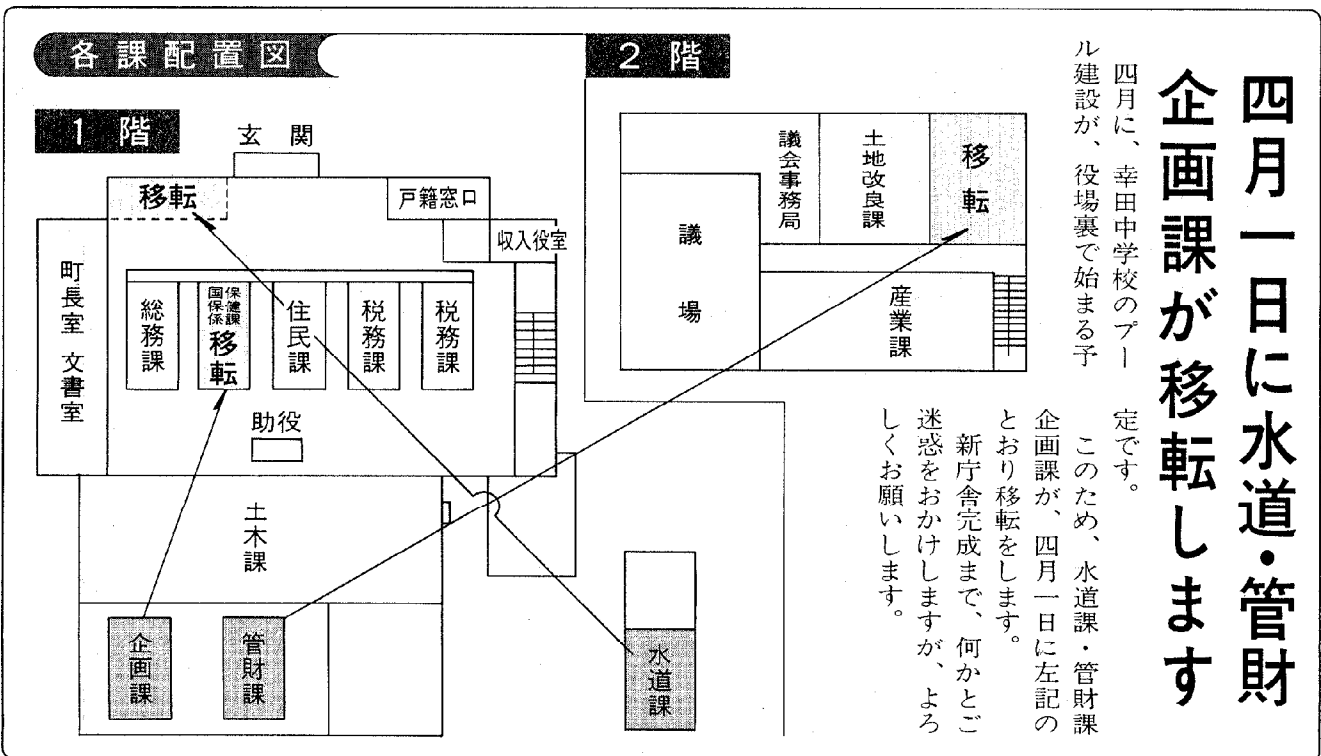 四月一日に水道・管財
企画課が移転します
四月に、幸田中学校のプー
ル建設が、役場裏で始まる予
定です。
このため、水道課・管財課
企画課が、四月一日に左記の
とおり移転をします。
新庁舎完成まで、何かとご
迷惑をおかけしますが、よろ
しくお願いします。
各課配置図
1階
玄関
移転
戸籍窓口
収入役室
町長室 文書室
総務課
保健課
国保係
移転
住民課
税務課
税務課
助役
土木課
企画課
管財課
水道課
2階
議場
議会事務局
土地改良課
移転
産業課